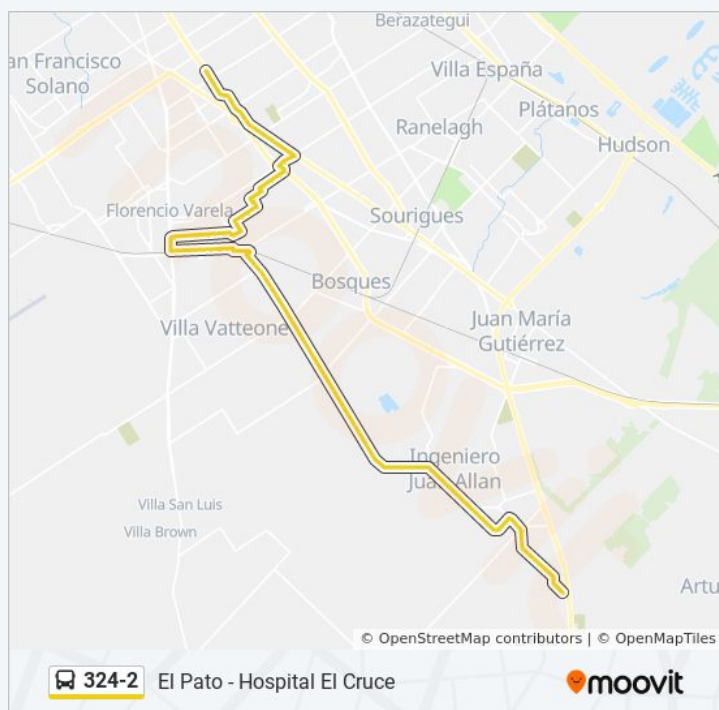 Berazategui
an Francisco
Solano
Villa España
Plátanos
Ranelagh
Hudson
Florencio Varela
Sourigues
Bosques
Villa Vatteone
Juan María
Gutiérrez
Ingeniero
Juan Allan
Villa San Luis
Villa Brown
Artu
© OpenStreetMap contributors | © OpenMapTiles
324-2 El Pato - Hospital El Cruce
moovit